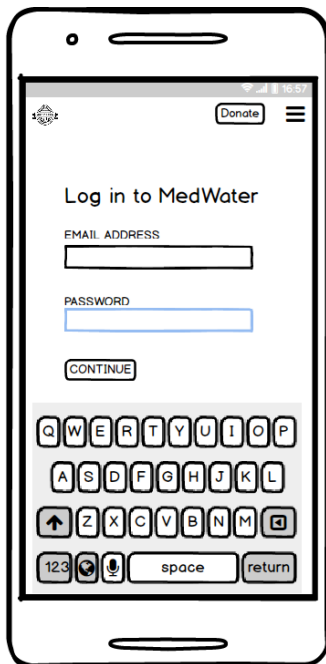 16:57
Donate
Log in to MedWater
EMAIL ADDRESS
PASSWORD
CONTINUE
Q W E R T Y U I O P
A S D F G H J K L
Z X C V B N M
123 space return